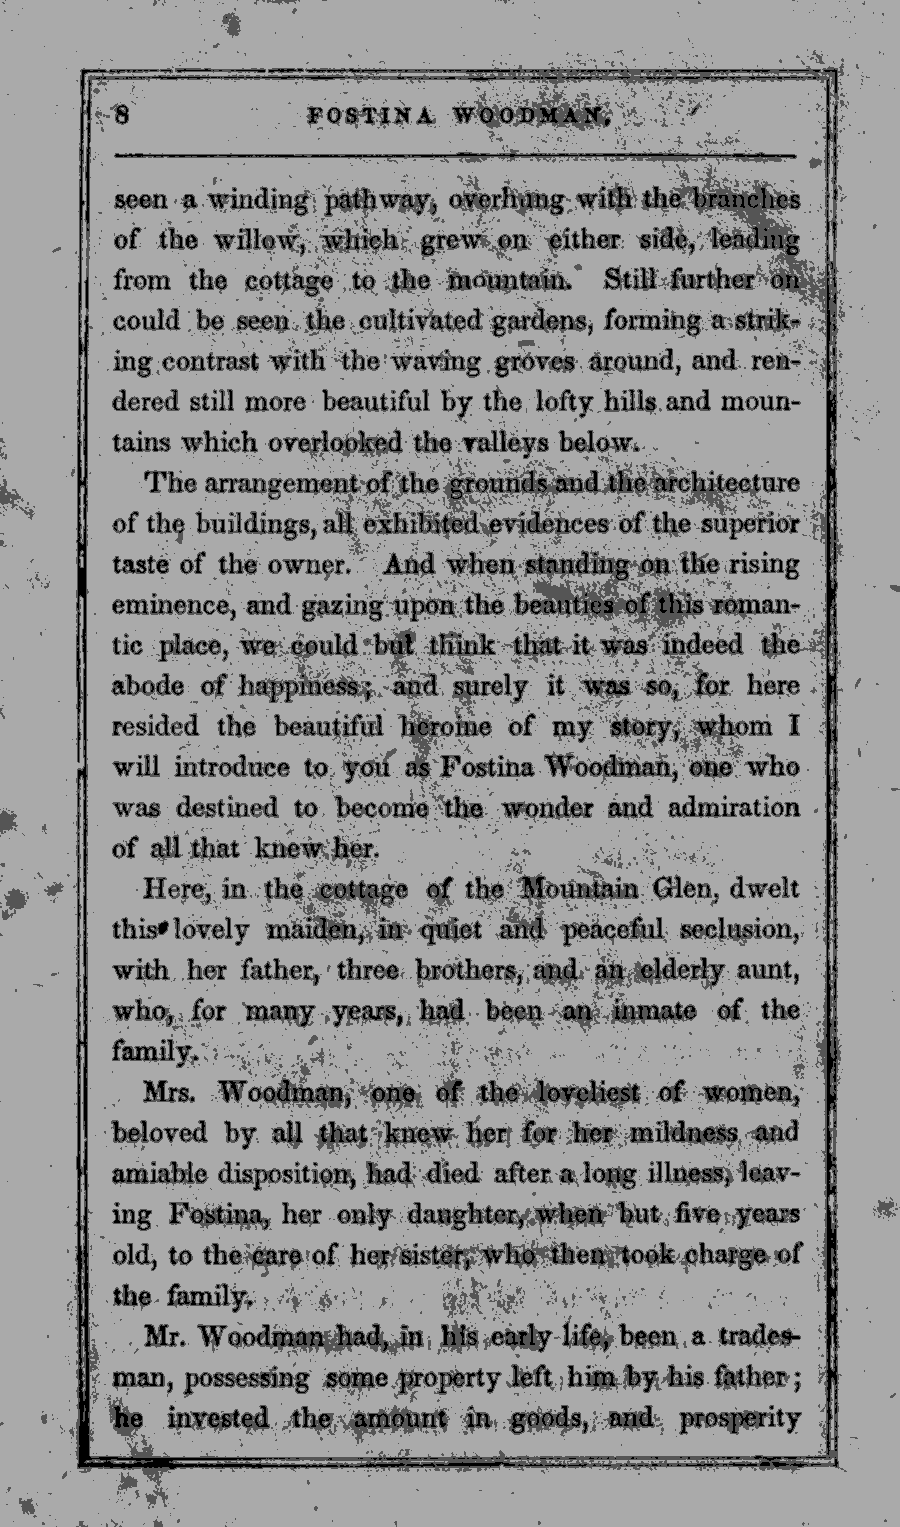 8 FOSTINA WOODMAN.
seen a winding pathway, overhung with the branches
of the willow, which grew on either side, leading
from the cottage to the mountain. Still further on
could be seen the cultivated gardens, forming a strik-
ing contrast with the waving groves around, and ren-
dered still more beautiful by the lofty hills and moun-
tains which overlooked the valleys below.
The arrangement of the grounds and the architecture
of the buildings, all exhibited evidences of the superior
taste of the owner. And when standing on the rising
eminence, and gazing upon the beauties of this roman-
tic place, we could but think that it was indeed the
abode of happiness; and surely it was so, for here
resided the beautiful heroine of my story, whom I
will introduce to you as Fostina Woodman, one who
was destined to become the wonder and admiration
of all that knew her.
Here, in the cottage of the Mountain Glen, dwelt
this lovely maiden, in quiet and peaceful seclusion,
with her father, three brothers, and an elderly aunt,
who, for many years, had been an inmate of the
family.
Mrs. Woodman, one of the loveliest of women,
beloved by all that knew her for her mildness and
amiable disposition, had died after a long illness, leav-
ing Fostina, her only daughter, when but five years
old, to the care of her sister, who then took charge of
the family.
Mr. Woodman had, in his early life, been a trades-
man, possessing some property left him by his father;
he invested the amount in goods, and prosperity